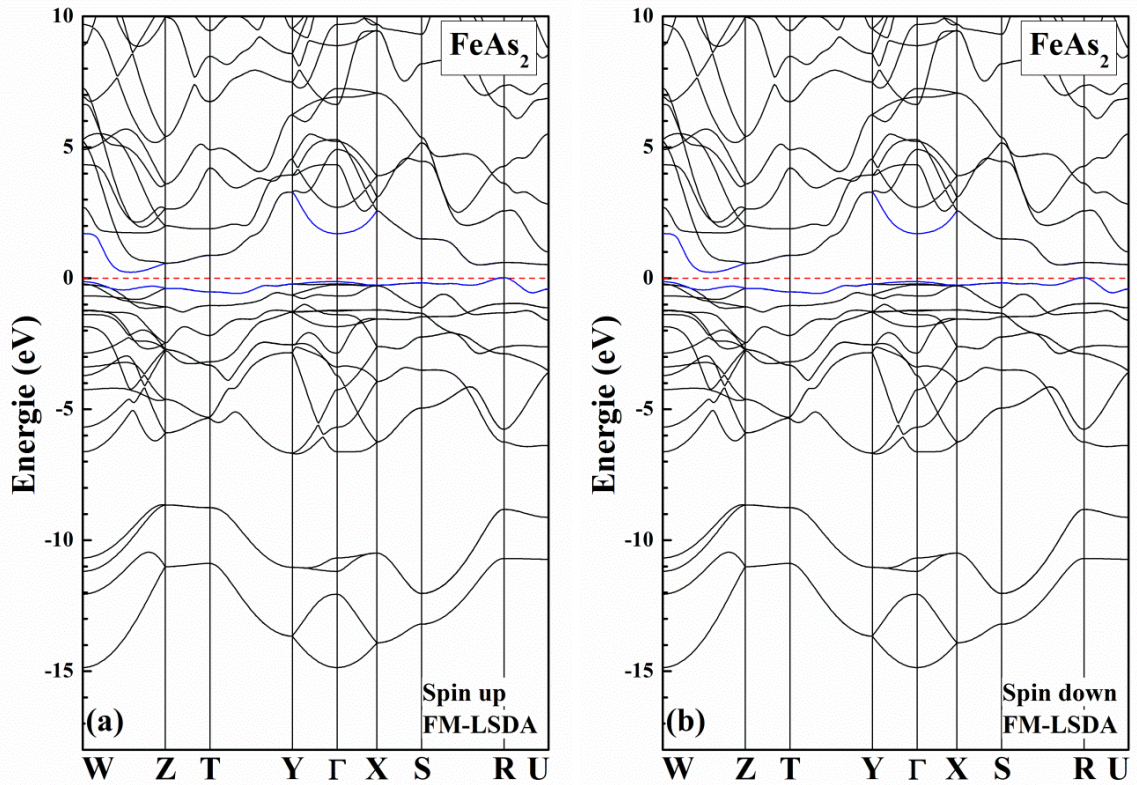 10
5
0
-5
-10
-15
Energie (eV)
FeAs₂
Spin up
(a) FM-LSDA
W Z T Y Γ X S R U
10
5
0
-5
-10
-15
Energie (eV)
FeAs₂
Spin down
(b) FM-LSDA
W Z T Y Γ X S R U